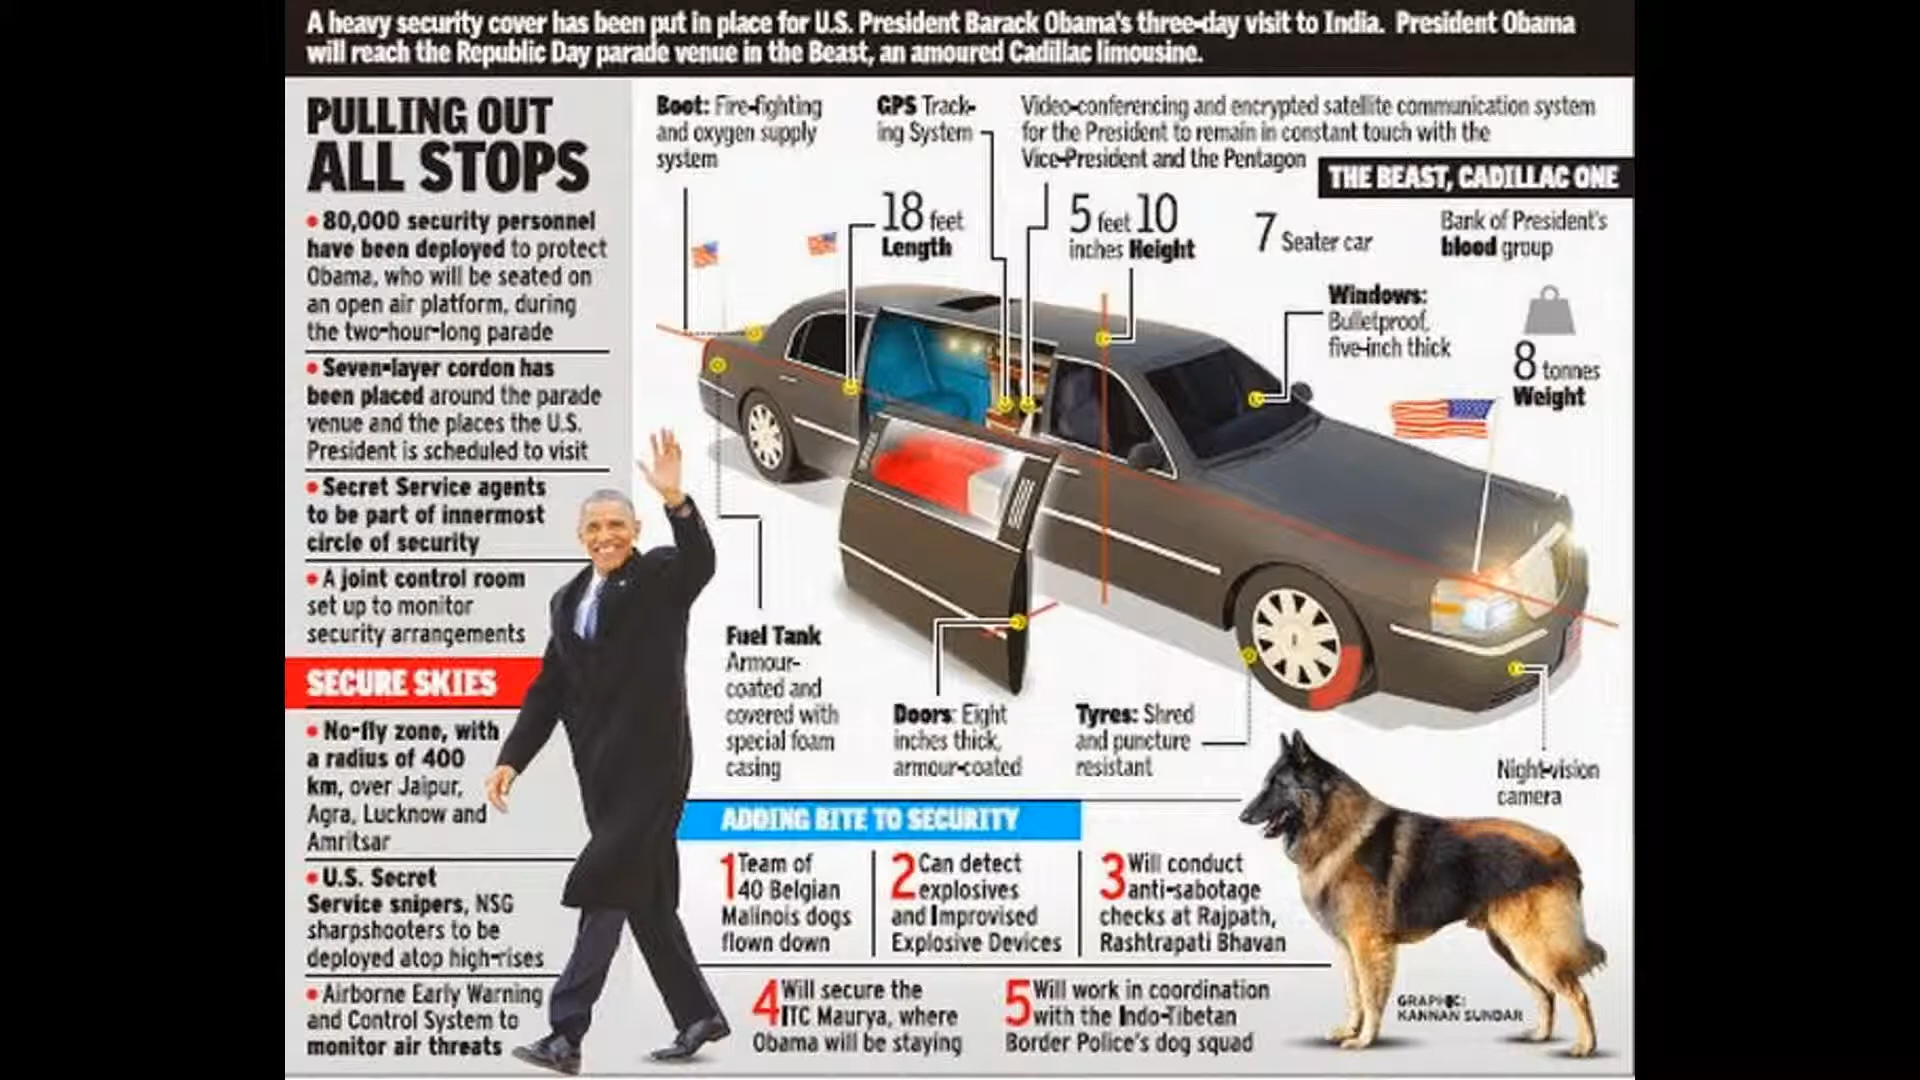 A heavy security cover has been put in place for U.S. President Barack Obama's three-day visit to India. President Obama
will reach the Republic Day parade venue in the Beast, an amoured Cadillac limousine.
PULLING OUT
ALL STOPS
• 80,000 security personnel
have been deployed to protect
Obama, who will be seated on
an open air platform, during
the two-hour-long parade
• Seven-layer cordon has
been placed around the parade
venue and the places the U.S.
President is scheduled to visit
• Secret Service agents
to be part of innermost
circle of security
• A joint control room
set up to monitor
security arrangements
SECURE SKIES
• No-fly zone, with
a radius of 400
km, over Jaipur,
Agra, Lucknow and
Amritsar
• U.S. Secret
Service snipers, NSG
sharpshooters to be
deployed atop high-rises
• Airborne Early Warning
and Control System to
monitor air threats
Boot: Fire-fighting
and oxygen supply
system
GPS Track-
ing System
Video-conferencing and encrypted satellite communication system
for the President to remain in constant touch with the
Vice-President and the Pentagon
THE BEAST, CADILLAC ONE
18 feet
Length
5 feet 10
inches Height
7 Seater car
Bank of President's
blood group
Windows:
Bulletproof,
five-inch thick
8 tonnes
Weight
Fuel Tank
Armour-
coated and
covered with
special foam
casing
Doors: Eight
inches thick,
armour-coated
Tyres: Shred
and puncture
resistant
Night-vision
camera
ADDING BITE TO SECURITY
1 Team of
40 Belgian
Malinois dogs
flown down
2 Can detect
explosives
and Improvised
Explosive Devices
3 Will conduct
anti-sabotage
checks at Rajpath,
Rashtrapati Bhavan
4 Will secure the
ITC Maurya, where
Obama will be staying
5 Will work in coordination
with the Indo-Tibetan
Border Police's dog squad
GRAPHIC:
KANNAN SUNDAR